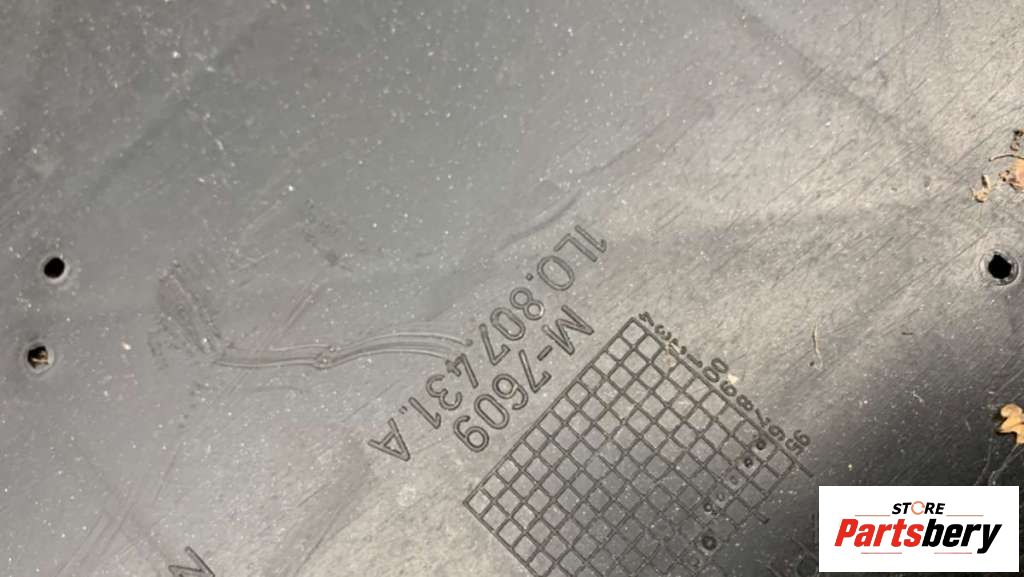 1L0.807 431..A
M-7609
STORE
Partsbery